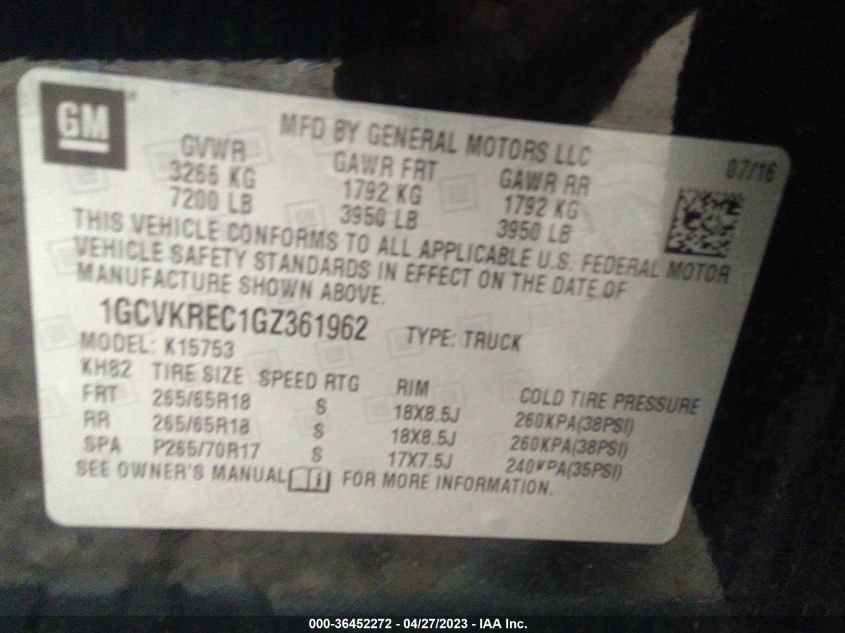 GM
MFD BY GENERAL MOTORS LLC
07/16
GVWR GAWR FRT GAWR RR
3266 KG 1792 KG 1792 KG
7200 LB 3950 LB 3950 LB
THIS VEHICLE CONFORMS TO ALL APPLICABLE U.S. FEDERAL MOTOR
VEHICLE SAFETY STANDARDS IN EFFECT ON THE DATE OF
MANUFACTURE SHOWN ABOVE.
1GCVKREC1GZ361962 TYPE: TRUCK
MODEL: K15753
KH82 TIRE SIZE SPEED RTG RIM COLD TIRE PRESSURE
FRT 265/65R18 S 18X8.5J 260KPA(38PSI)
RR 265/65R18 S 18X8.5J 260KPA(38PSI)
SPA P265/70R17 S 17X7.5J 240KPA(35PSI)
SEE OWNER'S MANUAL i FOR MORE INFORMATION.
000-36452272 - 04/27/2023 - IAA Inc.